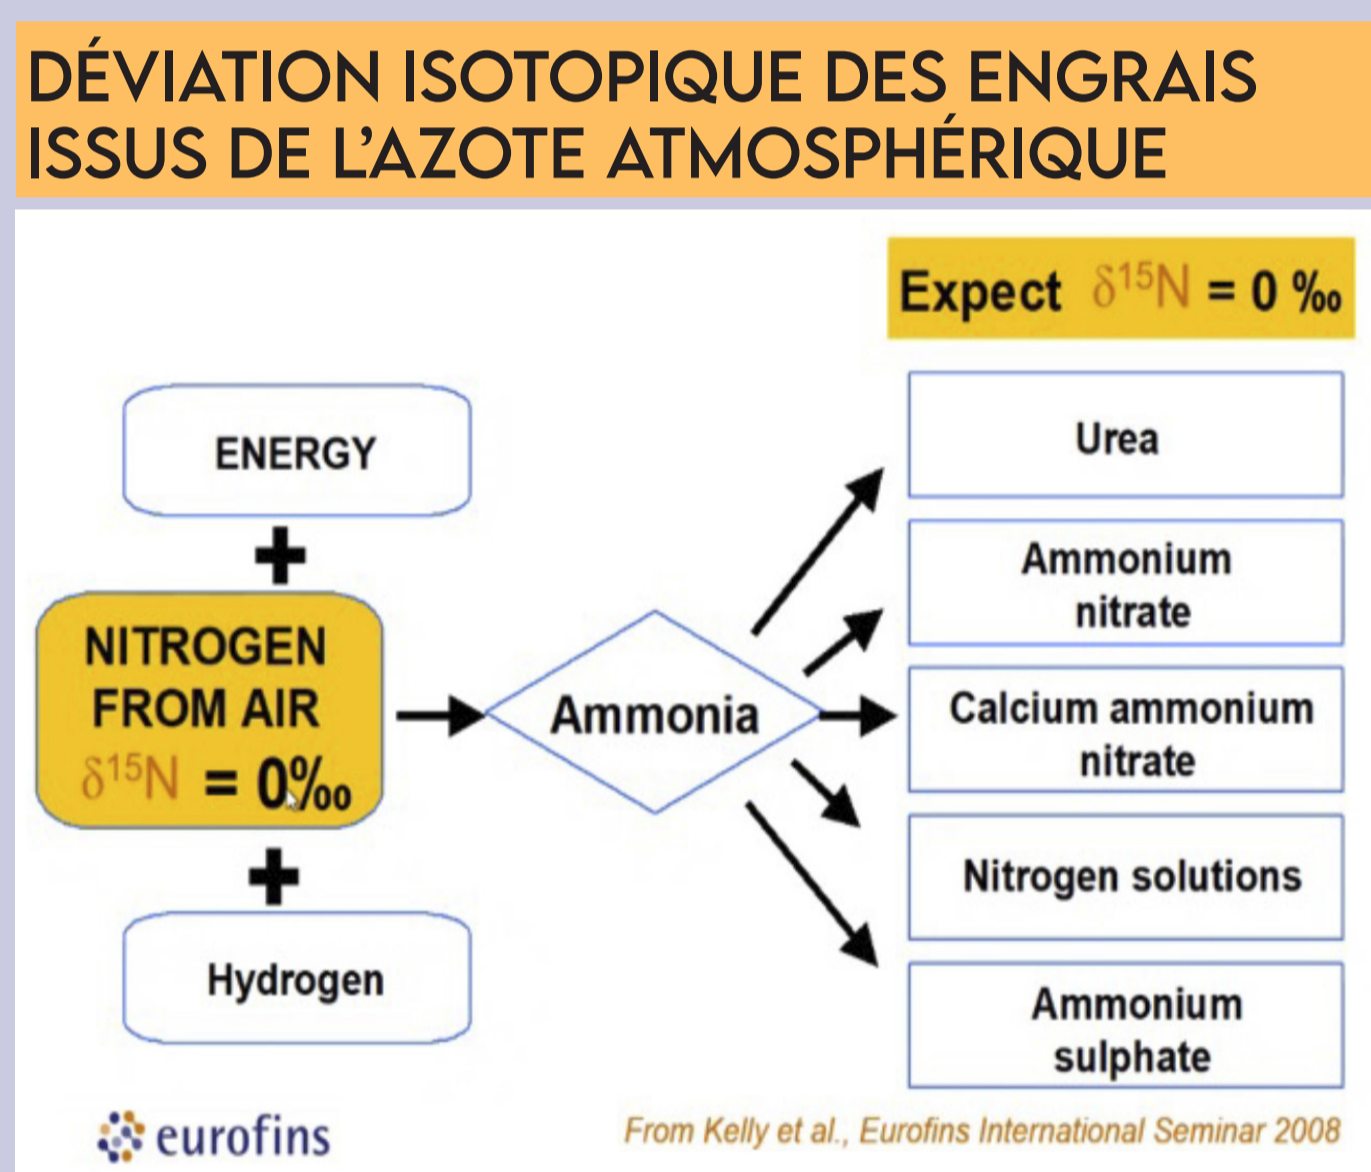 DÉVIATION ISOTOPIQUE DES ENGRAIS
ISSUS DE L'AZOTE ATMOSPHÉRIQUE
Expect δ¹⁵N = 0 ‰
ENERGY
+
NITROGEN
FROM AIR
δ¹⁵N = 0‰
+
Hydrogen
Ammonia
Urea
Ammonium
nitrate
Calcium ammonium
nitrate
Nitrogen solutions
Ammonium
sulphate
eurofins
From Kelly et al., Eurofins International Seminar 2008